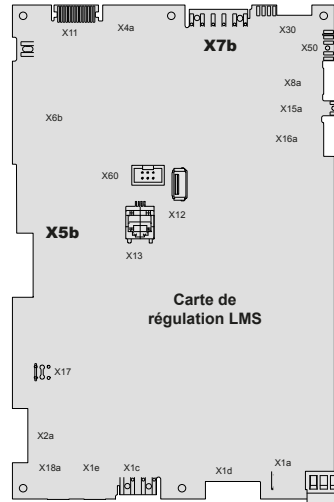 X11
X4a
X7b
X30
X50
X8a
X15a
X16a
X6b
X60
X12
X5b
X13
Carte de
régulation LMS
X17
X2a
X18a
X1e
X1c
X1d
X1a